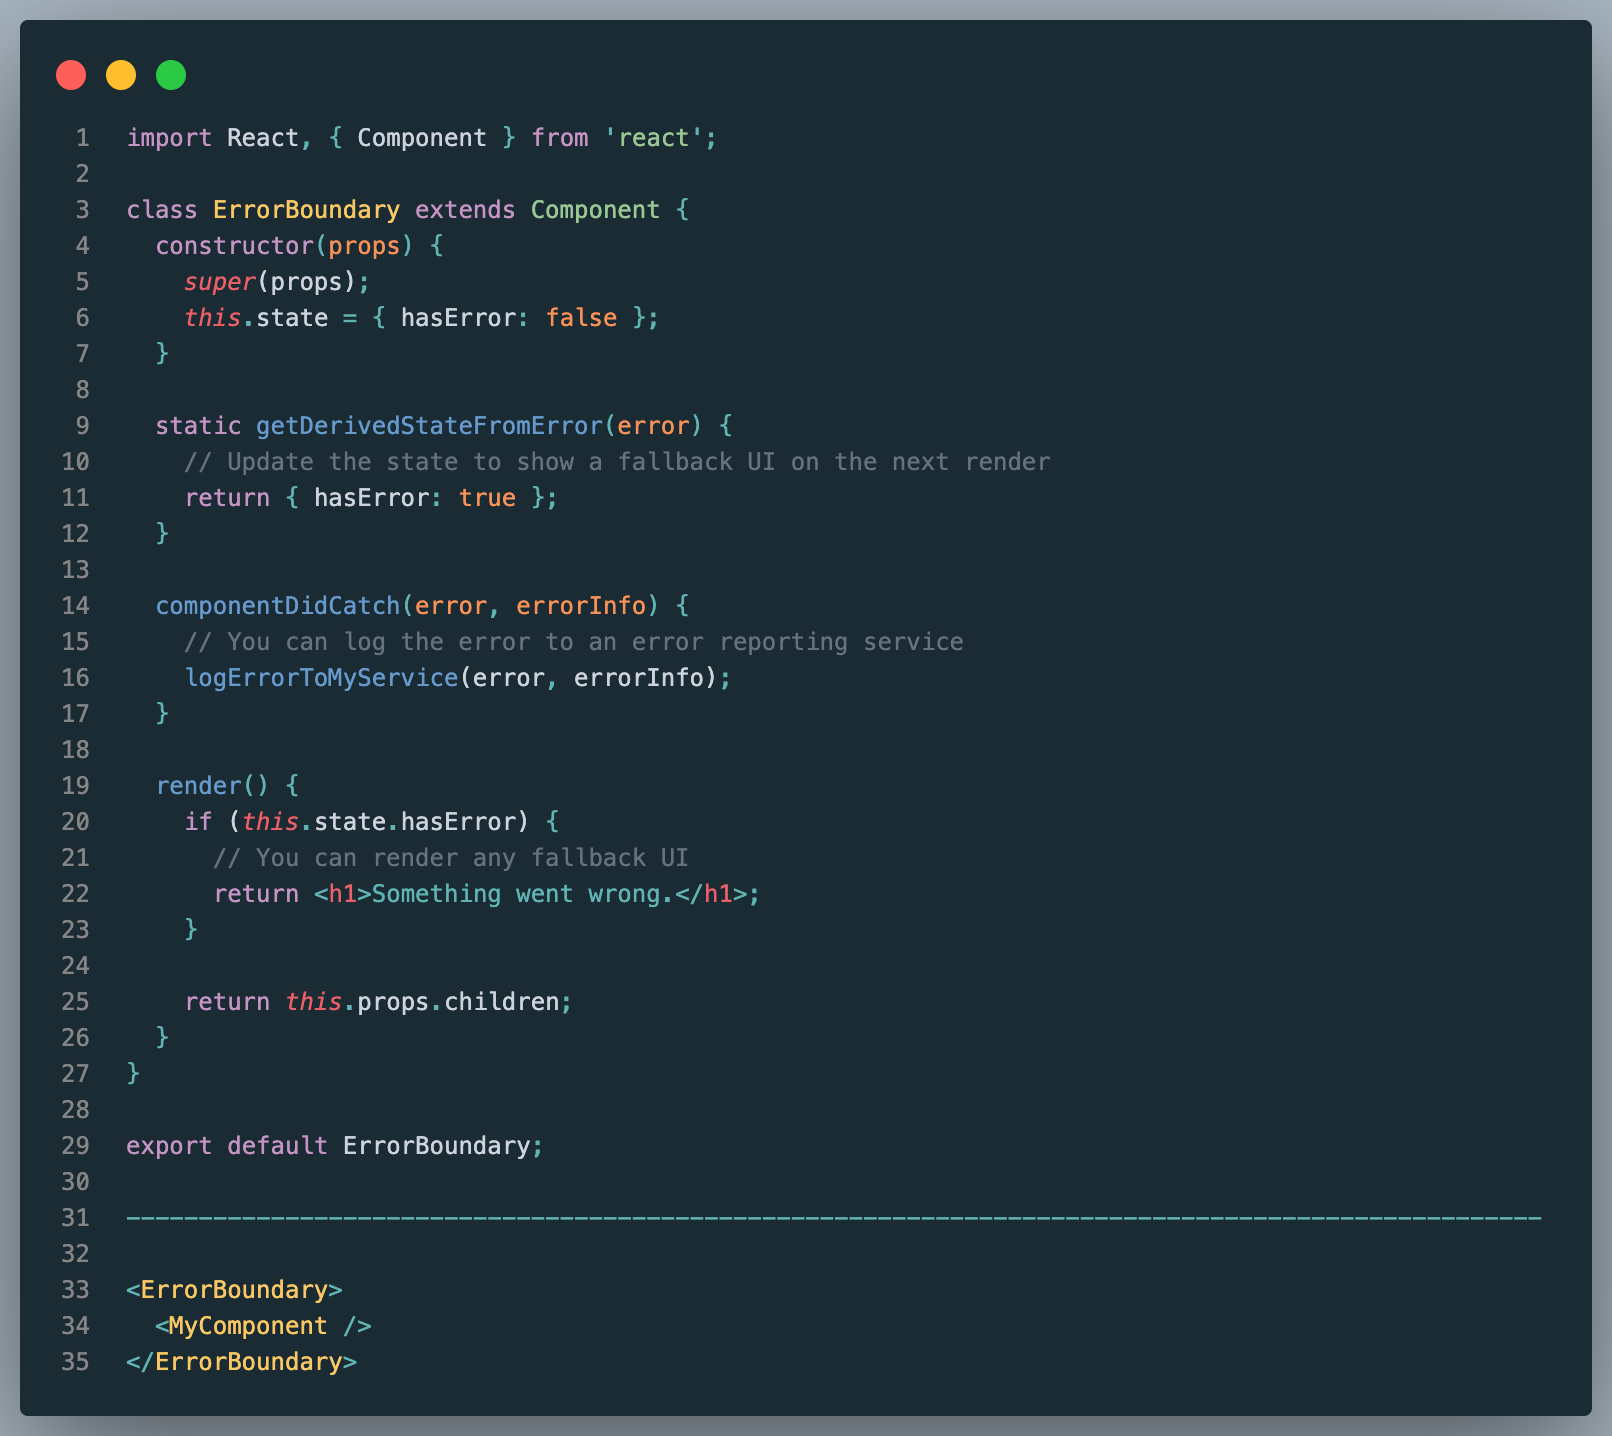 1 import React, { Component } from 'react';
2
3 class ErrorBoundary extends Component {
4   constructor(props) {
5     super(props);
6     this.state = { hasError: false };
7   }
8
9   static getDerivedStateFromError(error) {
10     // Update the state to show a fallback UI on the next render
11     return { hasError: true };
12   }
13
14   componentDidCatch(error, errorInfo) {
15     // You can log the error to an error reporting service
16     logErrorToMyService(error, errorInfo);
17   }
18
19   render() {
20     if (this.state.hasError) {
21       // You can render any fallback UI
22       return <h1>Something went wrong.</h1>;
23     }
24
25     return this.props.children;
26   }
27 }
28
29 export default ErrorBoundary;
30
31 --------------------------------------------------------------------------------------------------
32
33 <ErrorBoundary>
34   <MyComponent />
35 </ErrorBoundary>